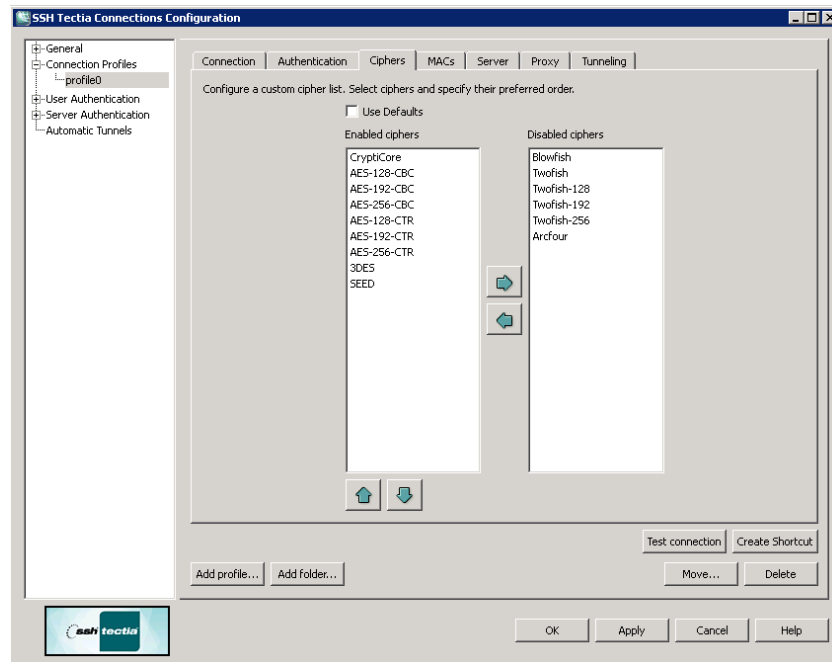 SSH Tectia Connections Configuration
General
Connection Profiles
profile0
User Authentication
Server Authentication
Automatic Tunnels
Connection Authentication Ciphers MACs Server Proxy Tunneling
Configure a custom cipher list. Select ciphers and specify their preferred order.
Use Defaults
Enabled ciphers
CryptiCore
AES-128-CBC
AES-192-CBC
AES-256-CBC
AES-128-CTR
AES-192-CTR
AES-256-CTR
3DES
SEED
Disabled ciphers
Blowfish
Twofish
Twofish-128
Twofish-192
Twofish-256
Arcfour
Test connection Create Shortcut
Add profile... Add folder... Move... Delete
ssh tectia
OK Apply Cancel Help